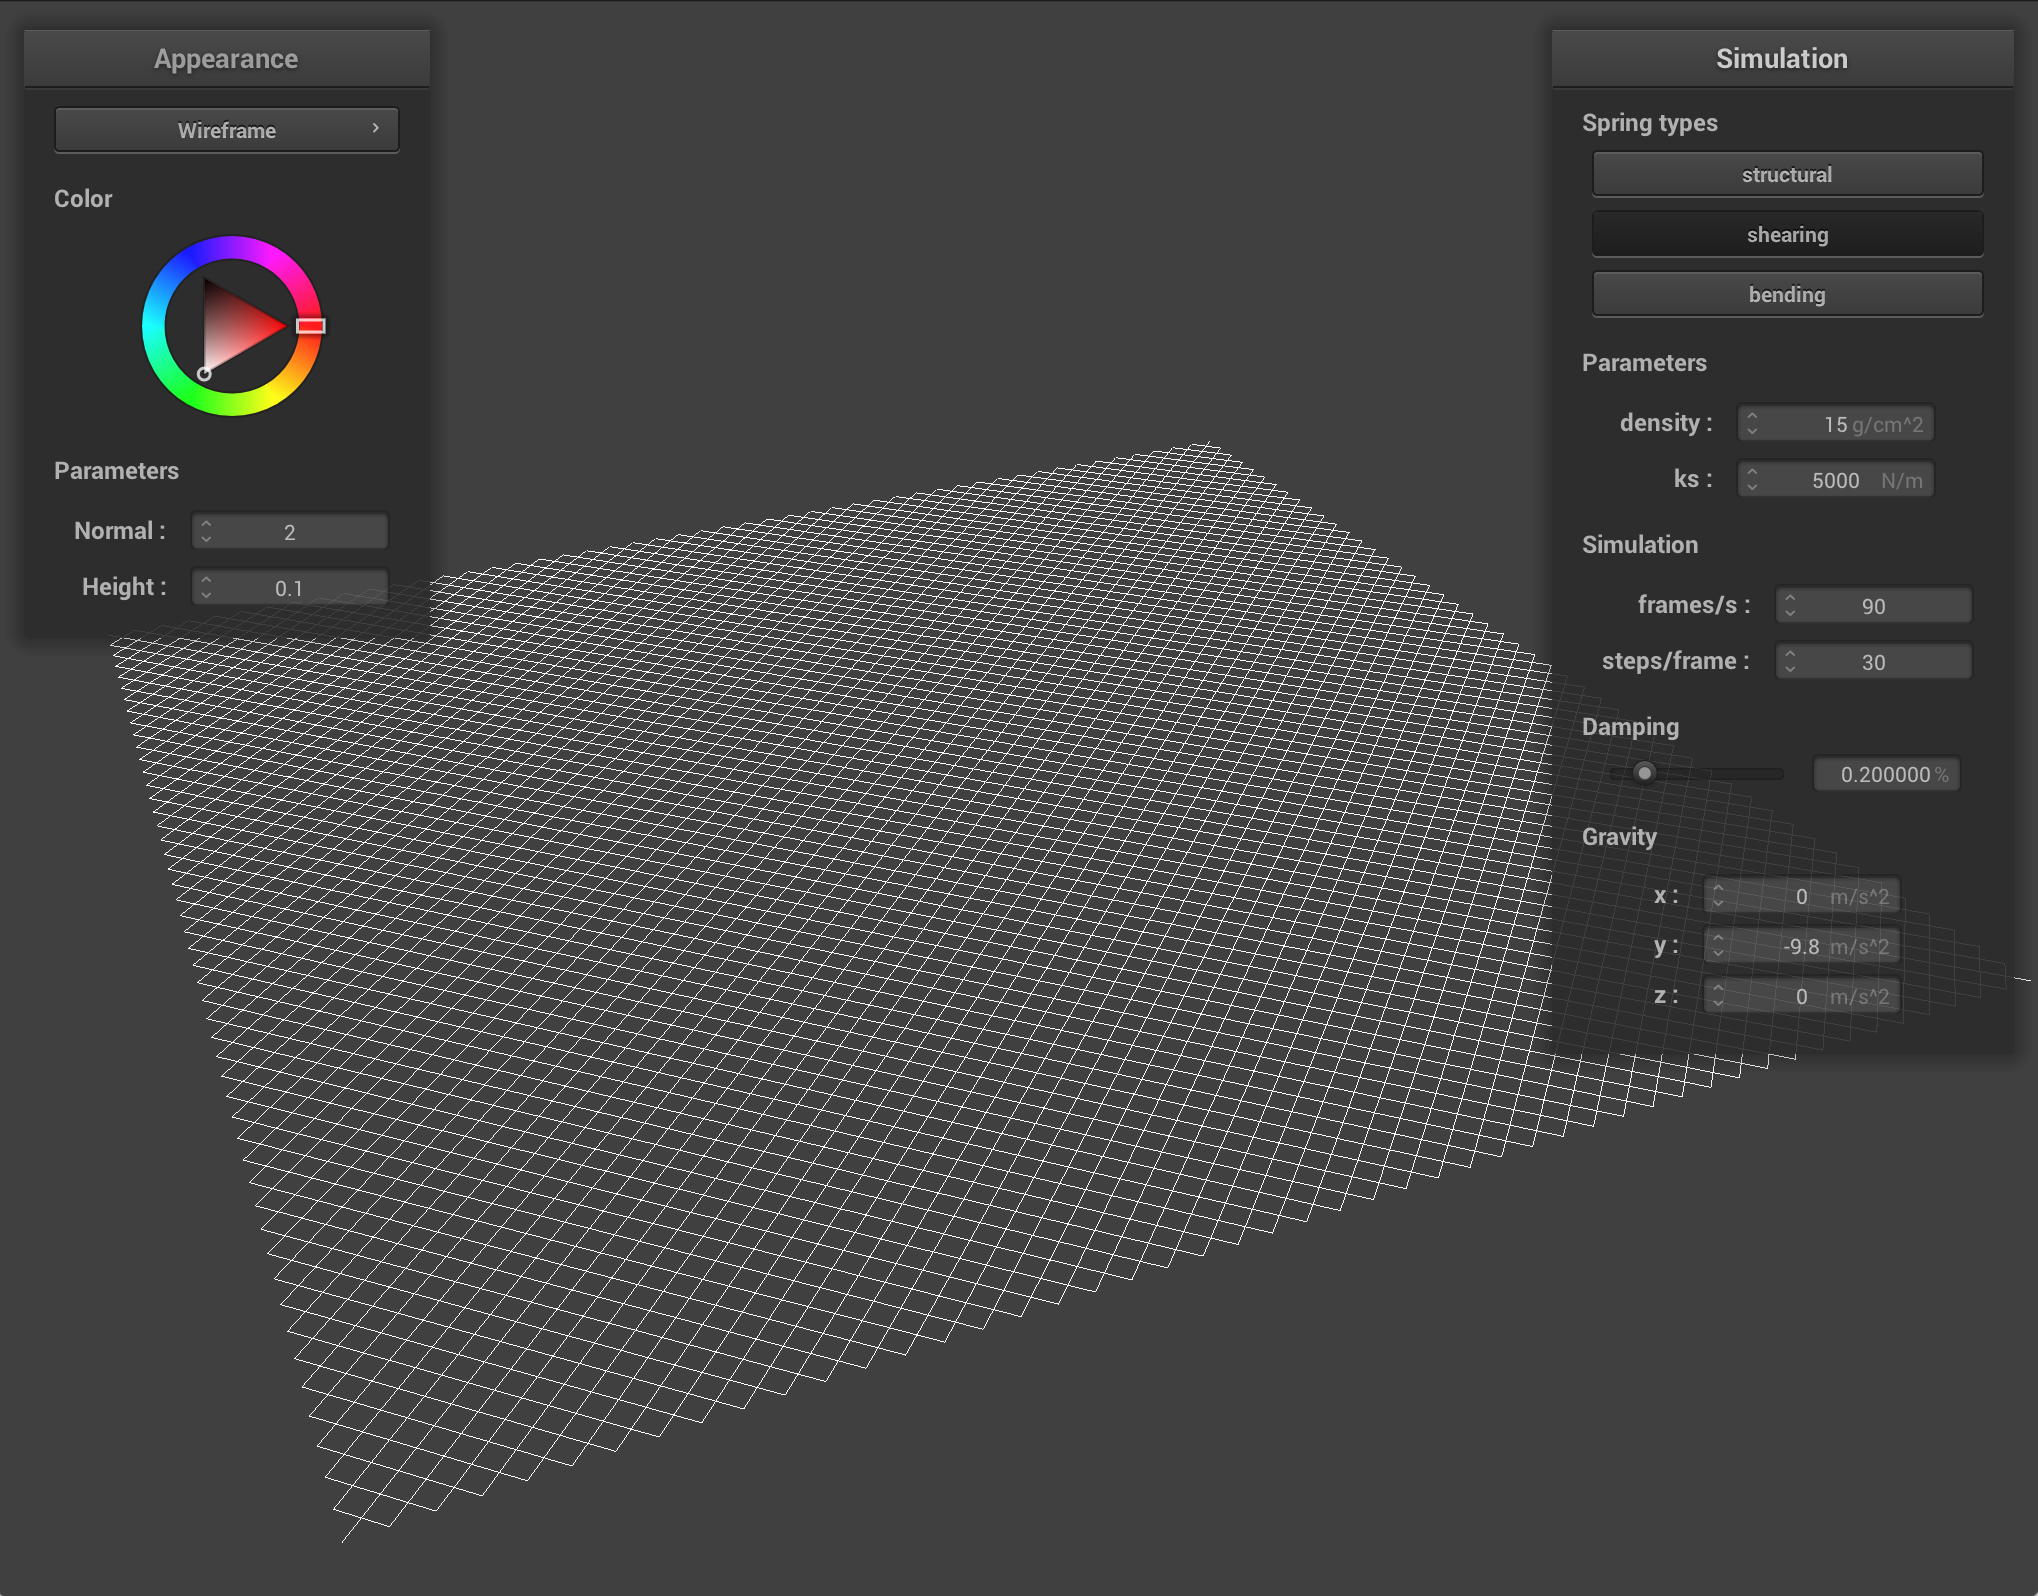 Appearance
Wireframe
Color
Parameters
Normal : 2
Height : 0.1
Simulation
Spring types
structural
shearing
bending
Parameters
density : 15 g/cm^2
ks : 5000 N/m
Simulation
frames/s : 90
steps/frame : 30
Damping
0.200000 %
Gravity
x : 0 m/s^2
y : -9.8 m/s^2
z : 0 m/s^2